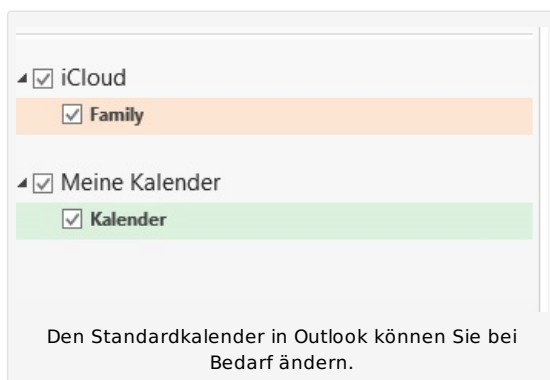 iCloud
Family
Meine Kalender
Kalender
Den Standardkalender in Outlook können Sie bei
Bedarf ändern.